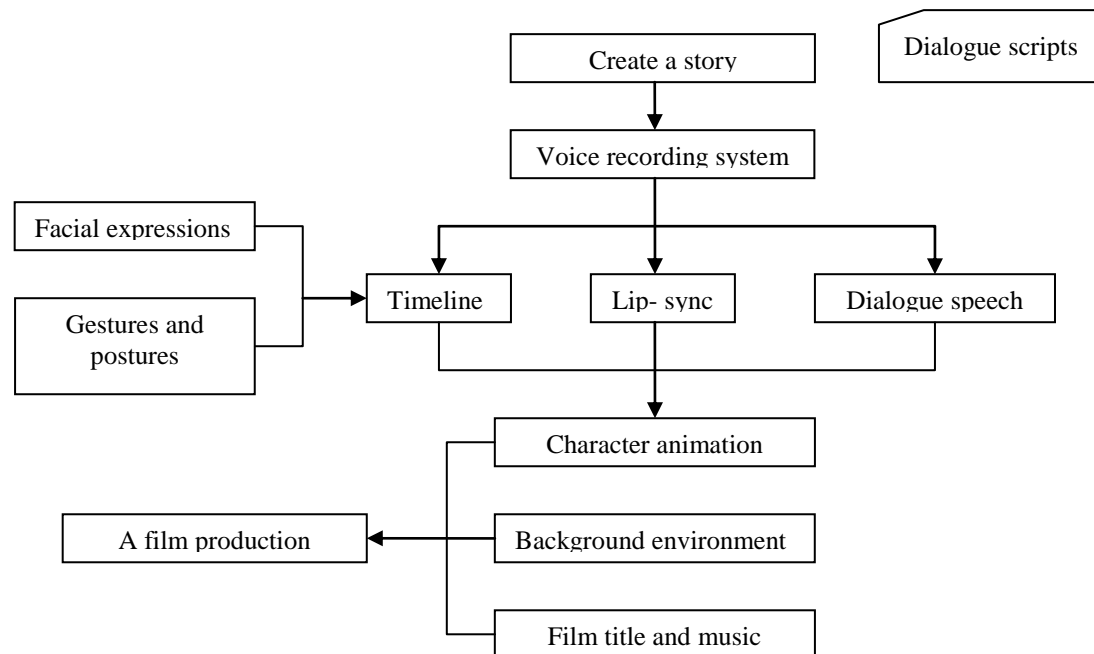 Create a story
Dialogue scripts
Voice recording system
Facial expressions
Timeline
Lip- sync
Dialogue speech
Gestures and
postures
Character animation
A film production
Background environment
Film title and music